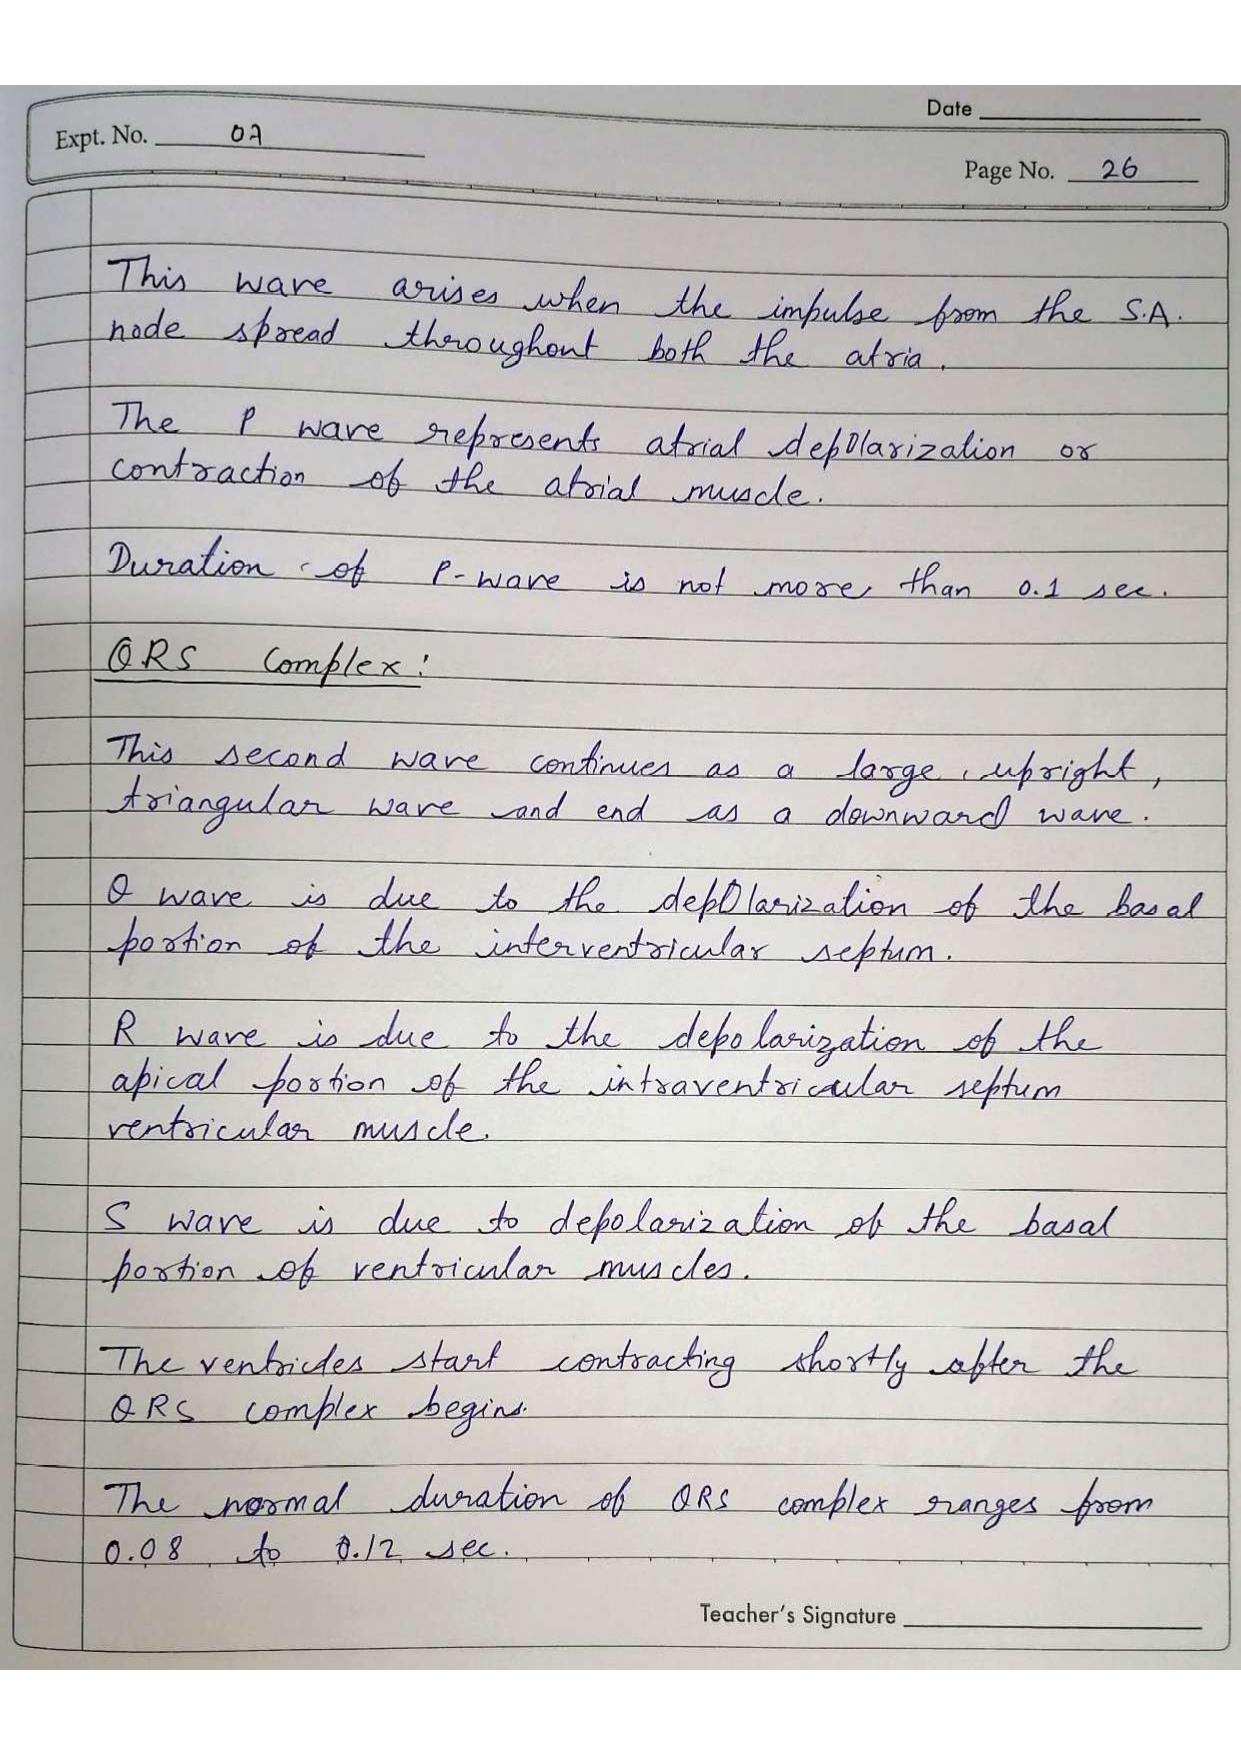 Date
Expt. No. 07
Page No. 26
This wave arises when the impulse from the S.A.
node spread throughout both the atria.
The P wave represents atrial depolarization or
contraction of the atrial muscle.
Duration of P-wave is not more than 0.1 sec.
QRS Complex:
This second wave continues as a large, upright,
triangular wave and end as a downward wave.
Q wave is due to the depolarization of the basal
portion of the interventricular septum.
R wave is due to the depolarization of the
apical portion of the intraventricular septum
ventricular muscle.
S wave is due to depolarization of the basal
portion of ventricular muscles.
The ventricles start contracting shortly after the
QRS complex begins.
The normal duration of QRS complex ranges from
0.08 to 0.12 sec.
Teacher's Signature